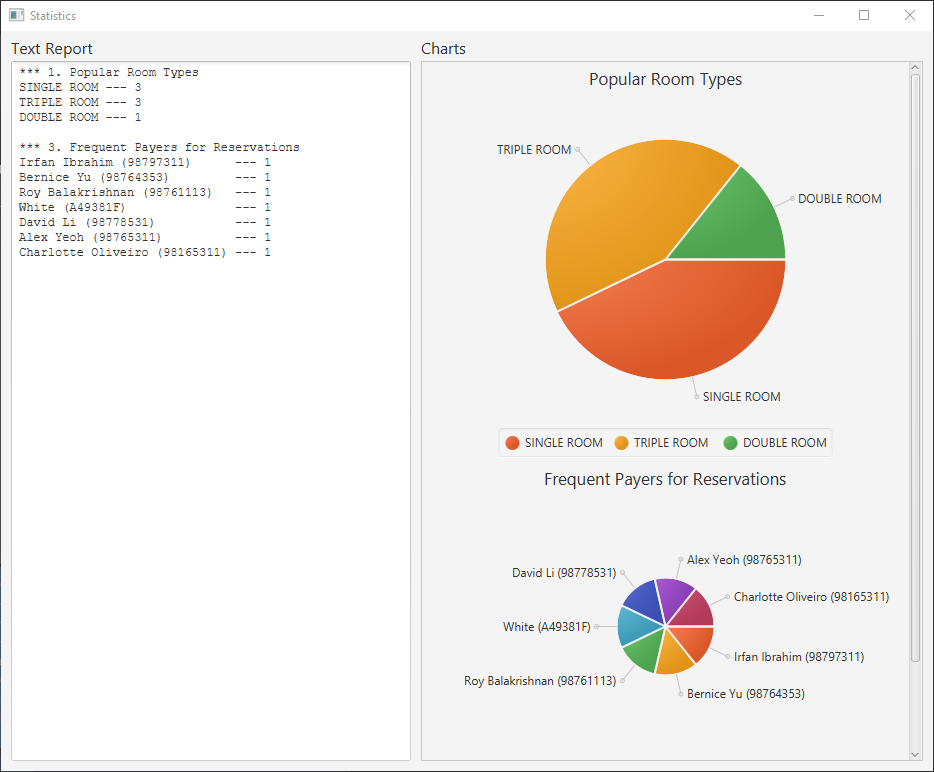 Statistics
Text Report
*** 1. Popular Room Types
SINGLE ROOM --- 3
TRIPLE ROOM --- 3
DOUBLE ROOM --- 1
*** 3. Frequent Payers for Reservations
Irfan Ibrahim (98797311)      --- 1
Bernice Yu (98764353)         --- 1
Roy Balakrishnan (98761113)   --- 1
White (A49381F)               --- 1
David Li (98778531)           --- 1
Alex Yeoh (98765311)          --- 1
Charlotte Oliveiro (98165311) --- 1
Charts
Popular Room Types
TRIPLE ROOM
DOUBLE ROOM
SINGLE ROOM
SINGLE ROOM TRIPLE ROOM DOUBLE ROOM
Frequent Payers for Reservations
Alex Yeoh (98765311)
David Li (98778531)
Charlotte Oliveiro (98165311)
White (A49381F)
Irfan Ibrahim (98797311)
Roy Balakrishnan (98761113)
Bernice Yu (98764353)